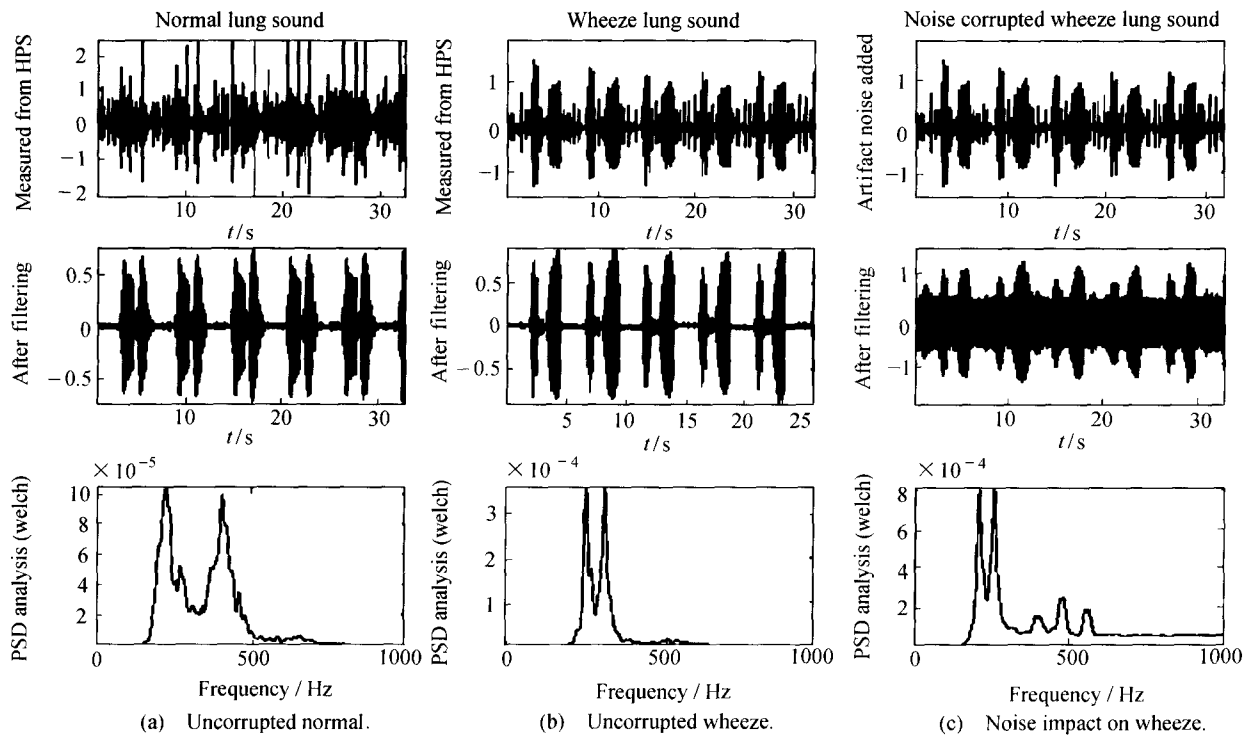 Normal lung sound
Measured from HPS
2
1
0
−1
−2
10 20 30
t/s
After filtering
0.5
0
−0.5
10 20 30
t/s
× 10⁻⁵
PSD analysis (welch)
10
8
6
4
2
0 500 1000
Frequency / Hz
(a) Uncorrupted normal.
Wheeze lung sound
Measured from HPS
1
0
−1
10 20 30
t/s
After filtering
0.5
0
−0.5
5 10 15 20 25
t/s
× 10⁻⁴
PSD analysis (welch)
3
2
1
0 500 1000
Frequency / Hz
(b) Uncorrupted wheeze.
Noise corrupted wheeze lung sound
Artifact noise added
1
0
−1
10 20 30
t/s
After filtering
1
0
−1
10 20 30
t/s
× 10⁻⁴
PSD analysis (welch)
8
6
4
2
0 500 1000
Frequency / Hz
(c) Noise impact on wheeze.